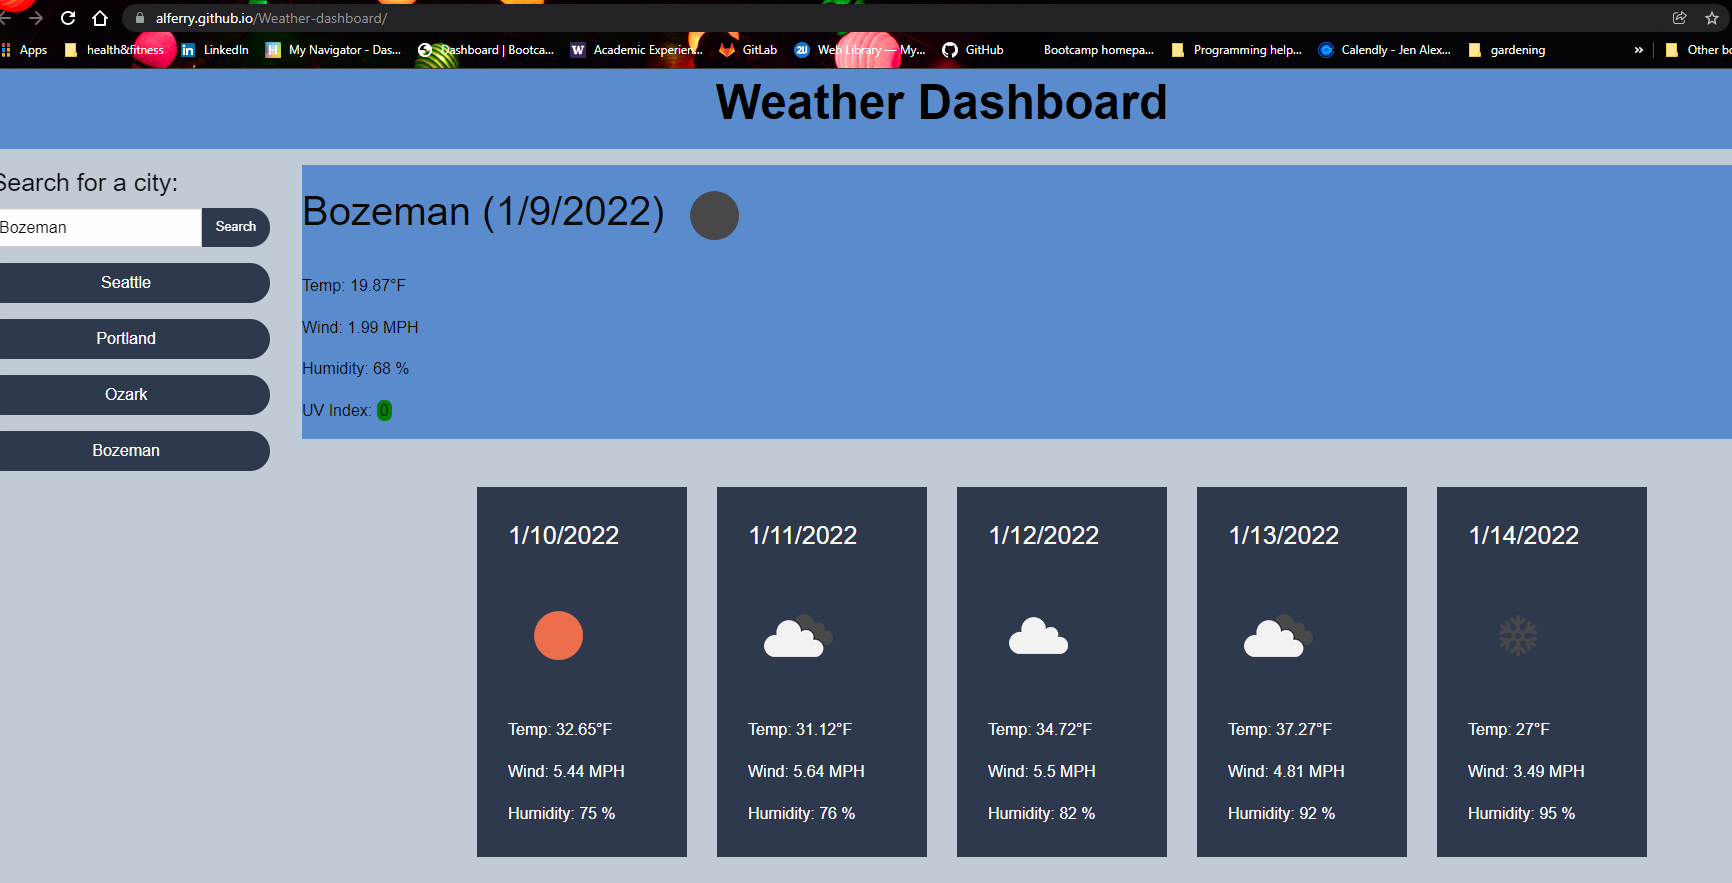 alferry.github.io/Weather-dashboard/
Apps health&fitness LinkedIn My Navigator - Das... Dashboard | Bootca... W Academic Experien... GitLab 2U Web Library — My... GitHub Bootcamp homepa... Programming help... Calendly - Jen Alex... gardening » Other bo
Weather Dashboard
Search for a city:
Bozeman Search
Seattle
Portland
Ozark
Bozeman
Bozeman (1/9/2022)
Temp: 19.87°F
Wind: 1.99 MPH
Humidity: 68 %
UV Index: 0
1/10/2022
Temp: 32.65°F
Wind: 5.44 MPH
Humidity: 75 %
1/11/2022
Temp: 31.12°F
Wind: 5.64 MPH
Humidity: 76 %
1/12/2022
Temp: 34.72°F
Wind: 5.5 MPH
Humidity: 82 %
1/13/2022
Temp: 37.27°F
Wind: 4.81 MPH
Humidity: 92 %
1/14/2022
Temp: 27°F
Wind: 3.49 MPH
Humidity: 95 %